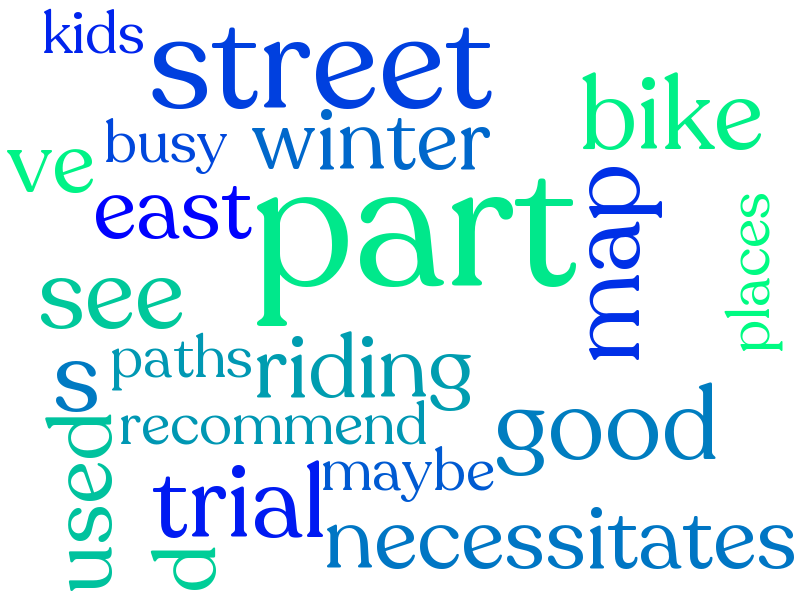 kids
street
bike
busy
winter
ve
east
part
map
places
see
paths
riding
s
recommend
good
used
maybe
trial
necessitates
d